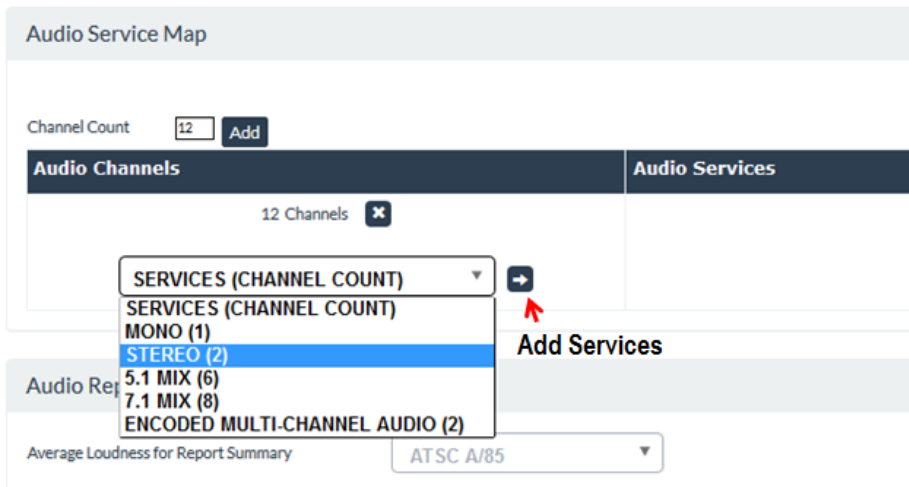 Audio Service Map
Channel Count 12 Add
Audio Channels Audio Services
12 Channels
SERVICES (CHANNEL COUNT)
SERVICES (CHANNEL COUNT)
MONO (1)
STEREO (2)
5.1 MIX (6)
7.1 MIX (8)
ENCODED MULTI-CHANNEL AUDIO (2)
Add Services
Audio Rep
Average Loudness for Report Summary ATSC A/85